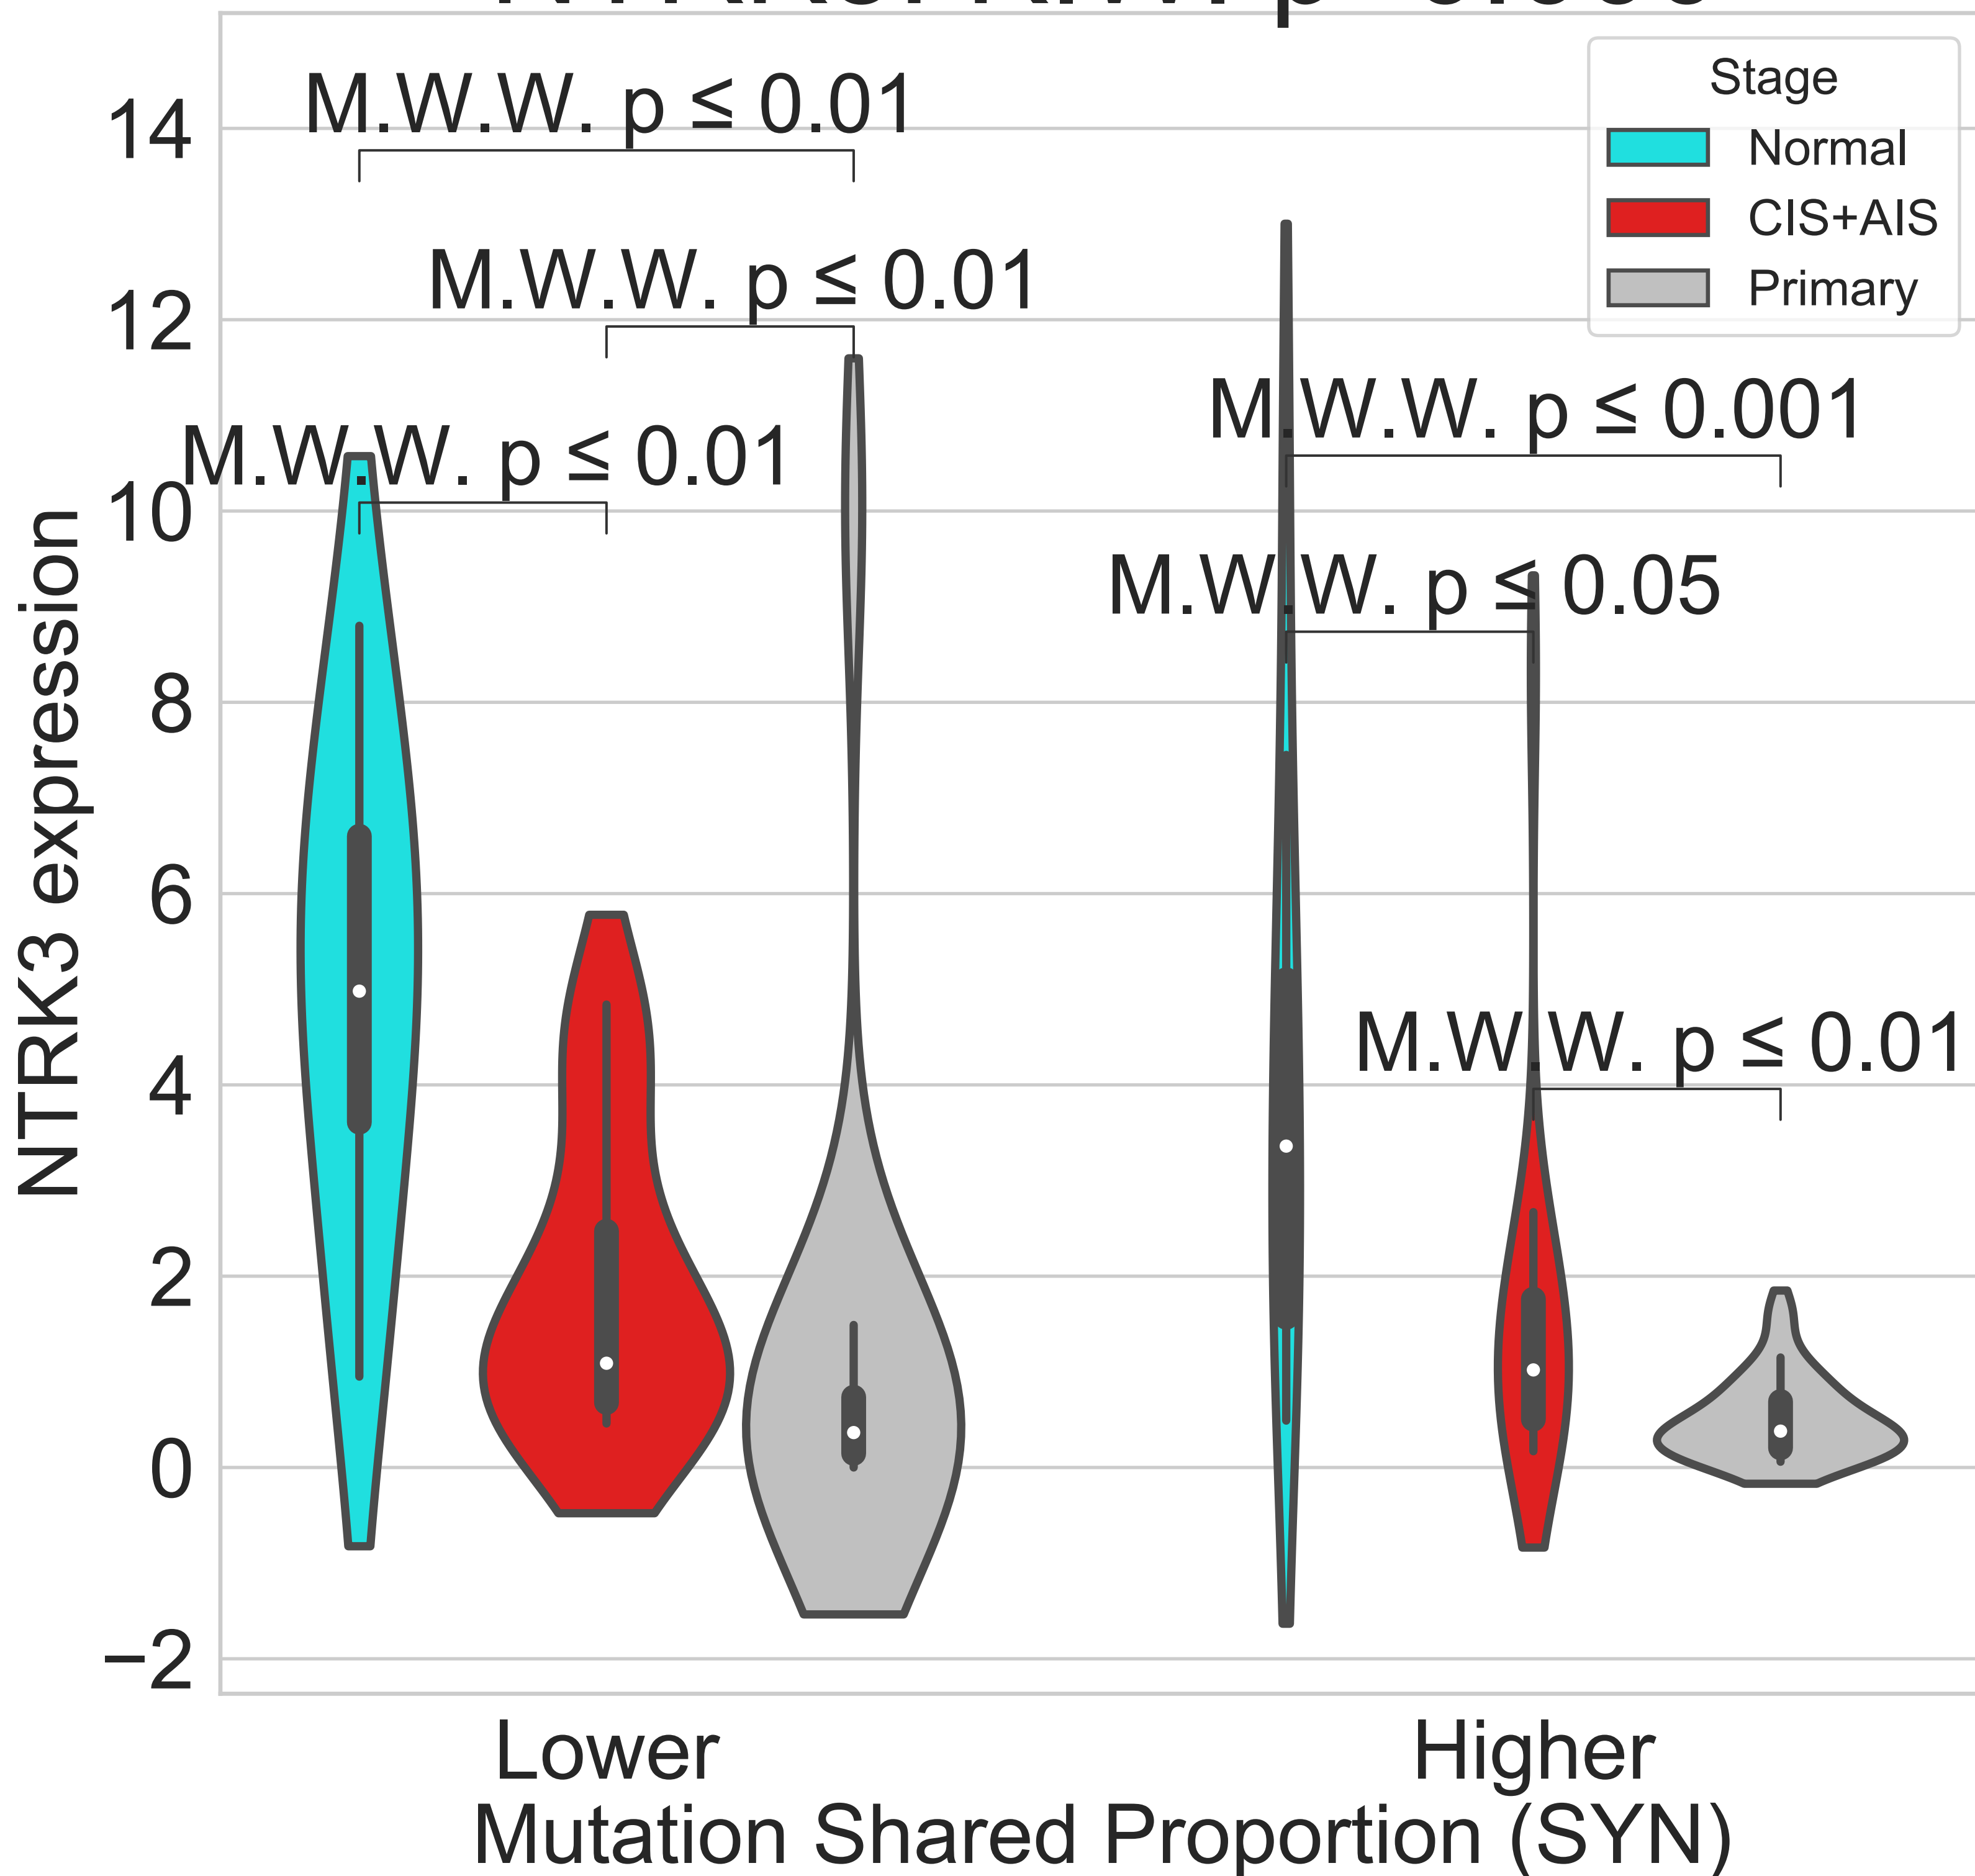 Stage
Normal
CIS+AIS
Primary
M.W.W. p ≤ 0.01
M.W.W. p ≤ 0.01
M.W.W. p ≤ 0.01
M.W.W. p ≤ 0.001
M.W.W. p ≤ 0.05
M.W.W. p ≤ 0.01
14
12
10
8
6
4
2
0
−2
NTRK3 expression
Lower
Higher
Mutation Shared Proportion (SYN)